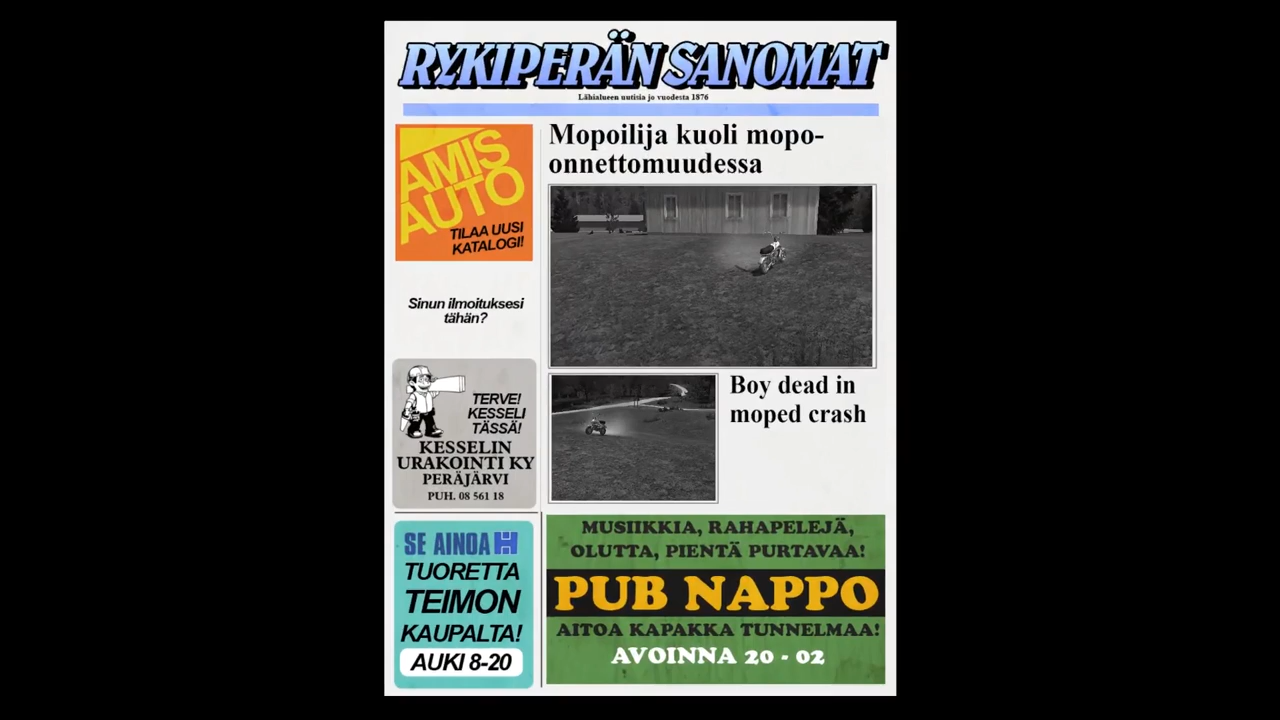 RYKIPERÄN SANOMAT
Lähialueen uutisia jo vuodesta 1876
AMIS
AUTO
TILAA UUSI
KATALOGI!
Sinun ilmoituksesi
tähän?
TERVE!
KESSELI
TÄSSÄ!
KESSELIN
URAKOINTI KY
PERÄJÄRVI
PUH. 08 561 18
SE AINOA H
TUORETTA
TEIMON
KAUPALTA!
AUKI 8-20
Mopoilija kuoli mopo-
onnettomuudessa
Boy dead in
moped crash
MUSIIKKIA, RAHAPELEJÄ,
OLUTTA, PIENTÄ PURTAVAA!
PUB NAPPO
AITOA KAPAKKA TUNNELMAA!
AVOINNA 20 - 02